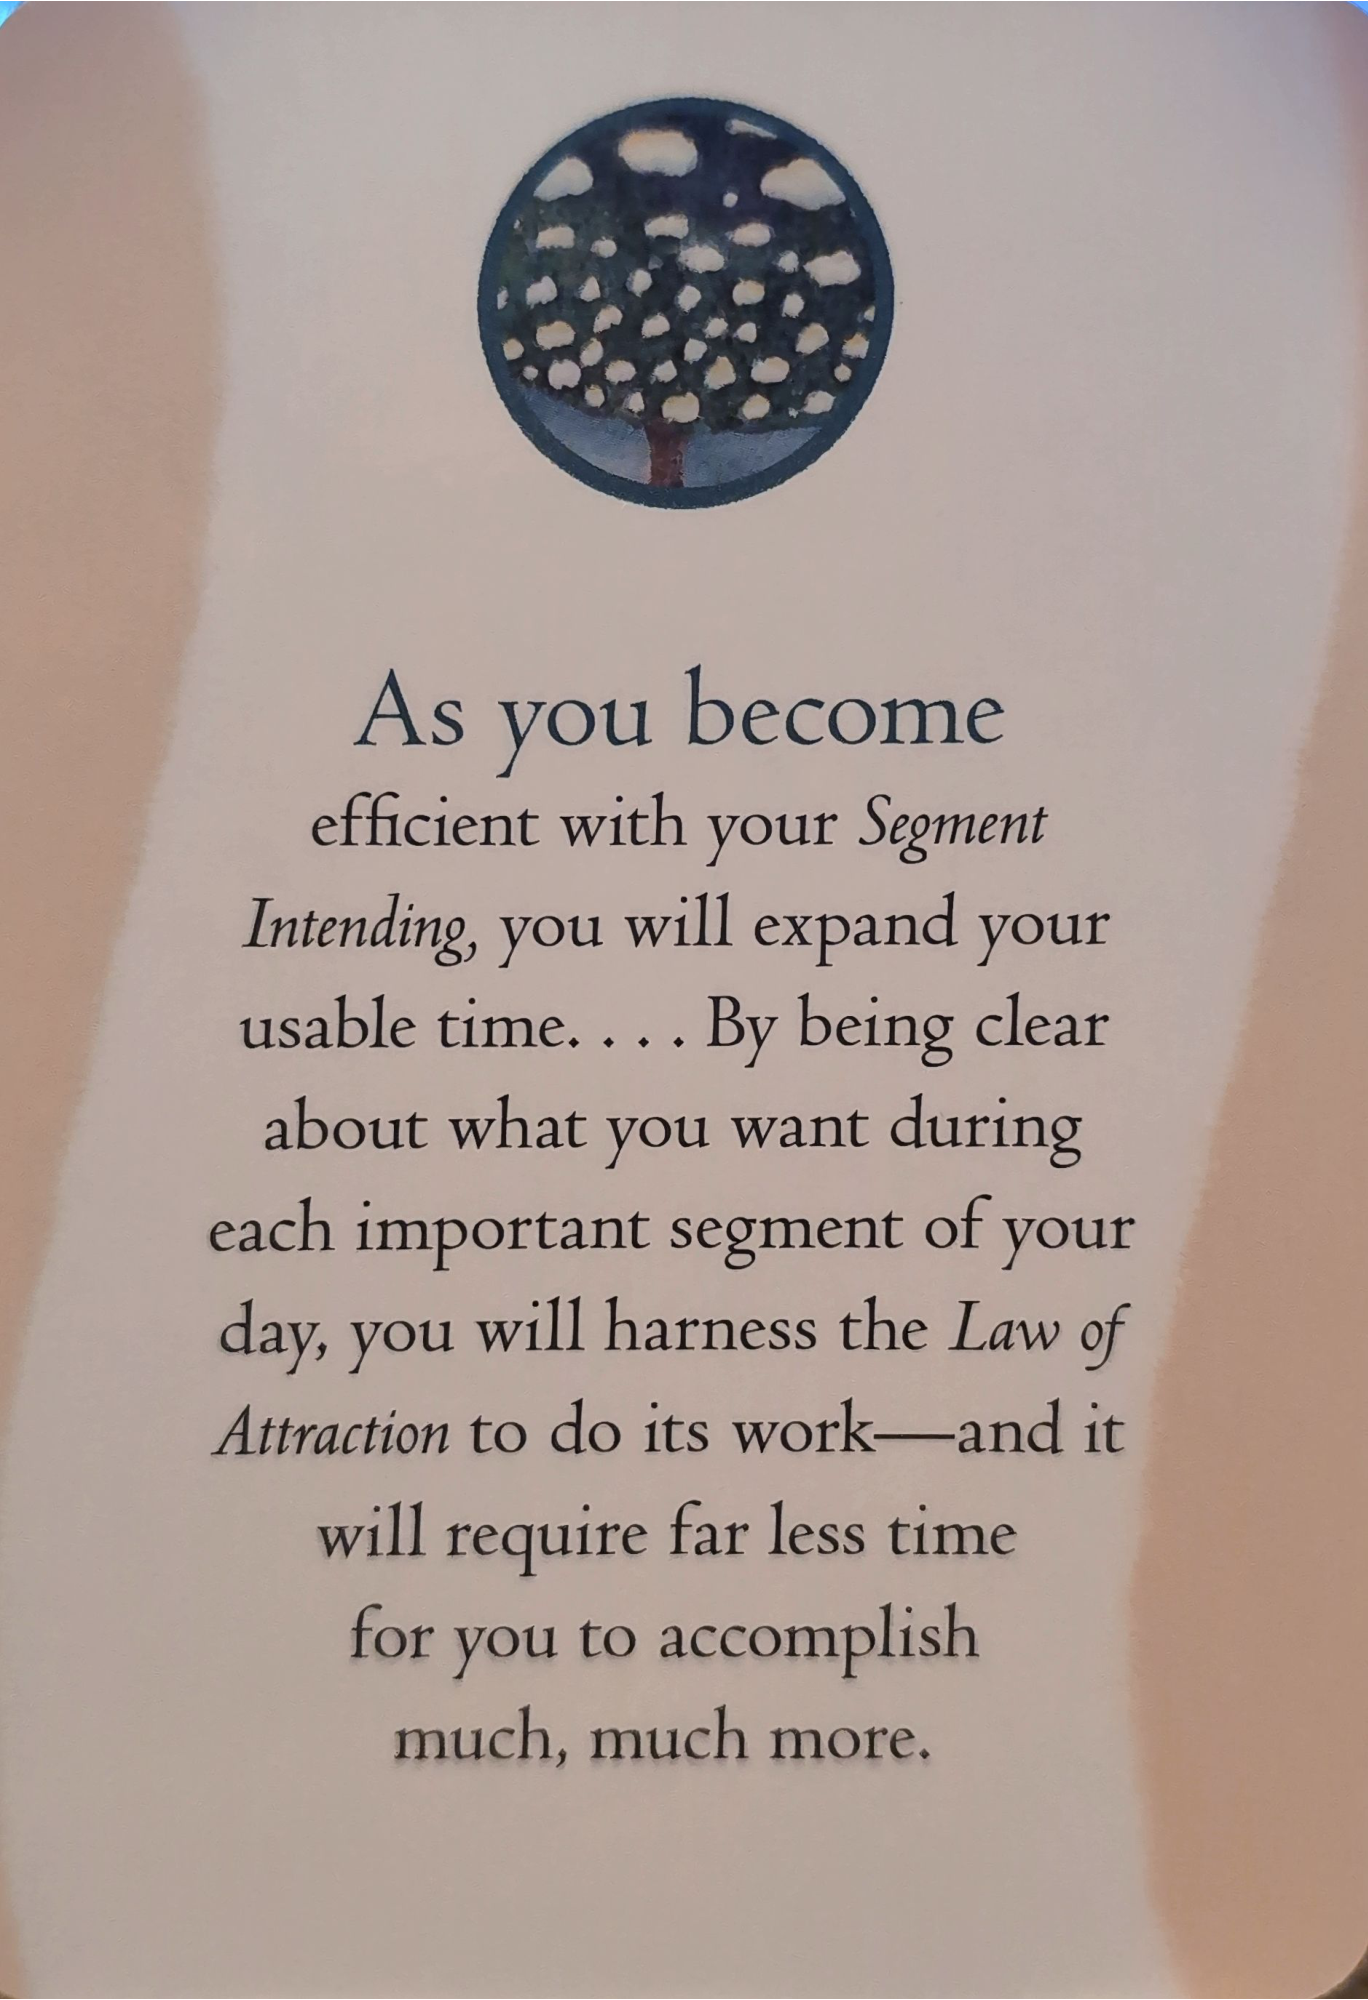 As you become
efficient with your Segment
Intending, you will expand your
usable time. . . . By being clear
about what you want during
each important segment of your
day, you will harness the Law of
Attraction to do its work—and it
will require far less time
for you to accomplish
much, much more.